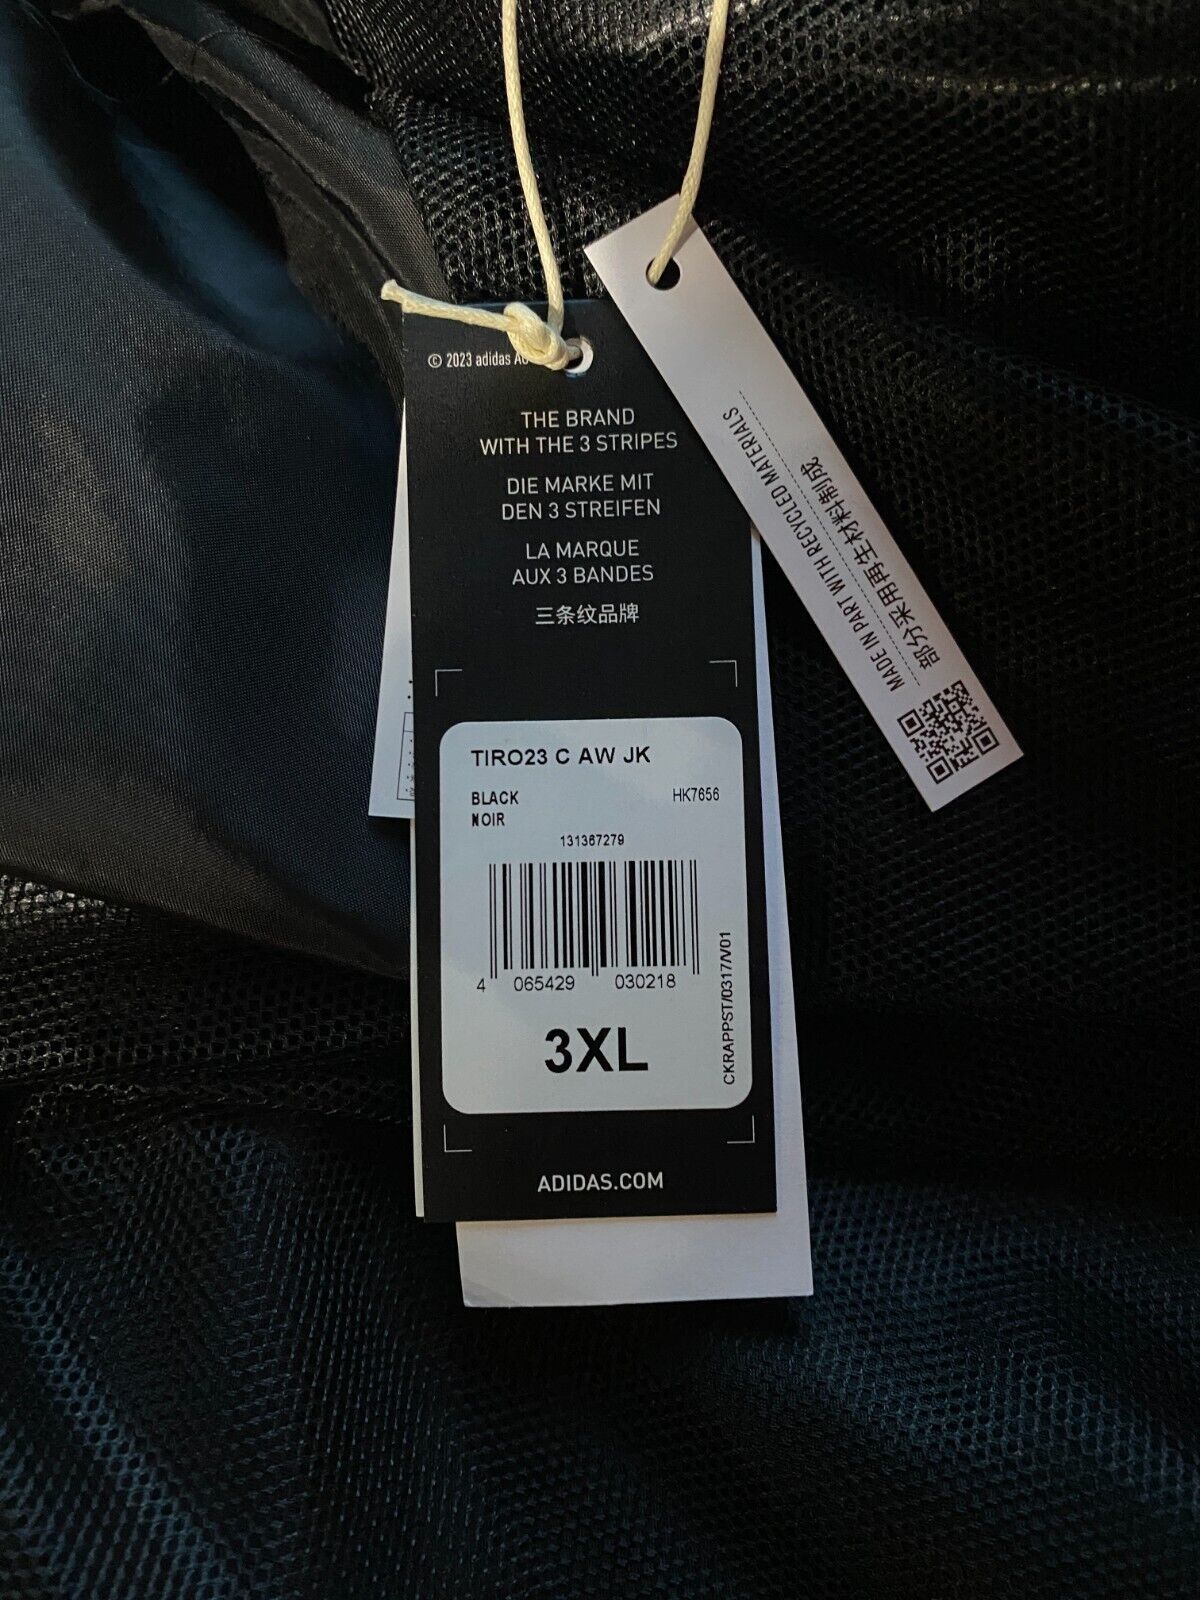 © 2023 adidas
THE BRAND
WITH THE 3 STRIPES
DIE MARKE MIT
DEN 3 STREIFEN
LA MARQUE
AUX 3 BANDES
三条纹品牌
TIRO23 C AW JK
BLACK HK7656
NOIR
131367279
4 065429 030218
3XL
CKRAPPST/0317/V01
ADIDAS.COM
MADE IN PART WITH RECYCLED MATERIALS
部分采用再生材料制成